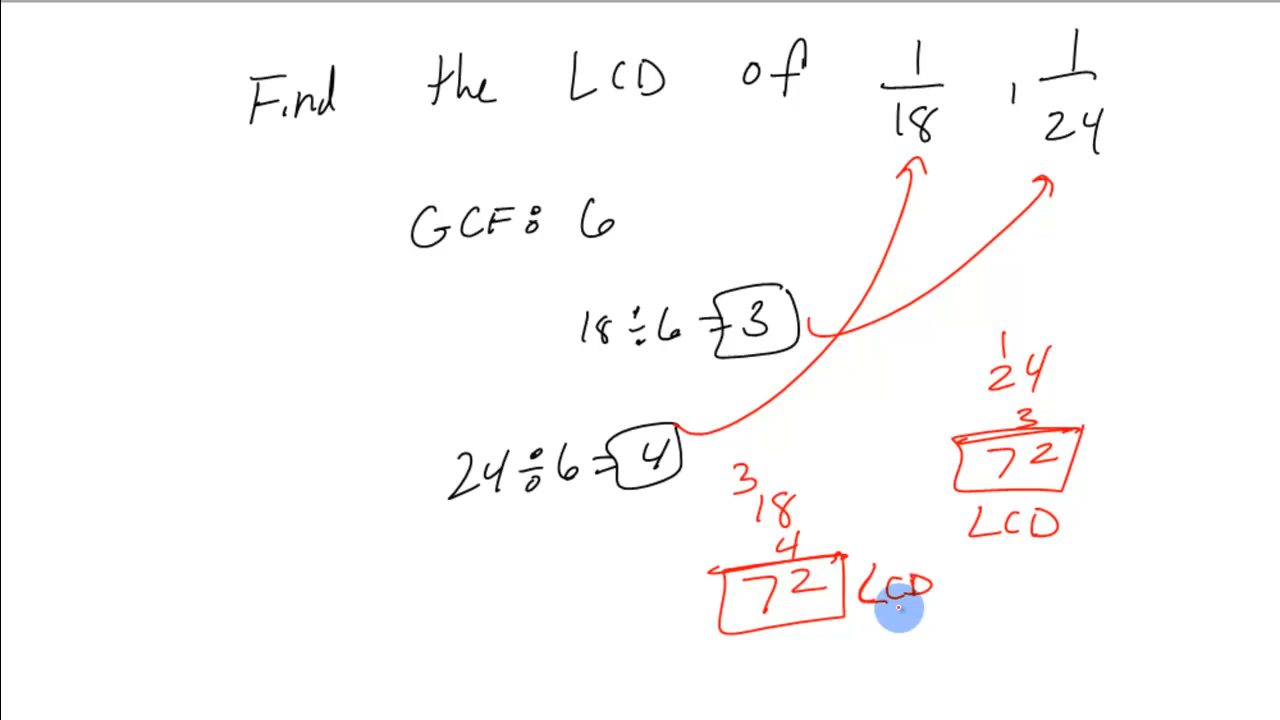 Find the LCD of 1/18 , 1/24
GCF: 6
18 ÷ 6 = 3
24 ÷ 6 = 4
1
24
3
72
LCD
3
18
4
72 LCD